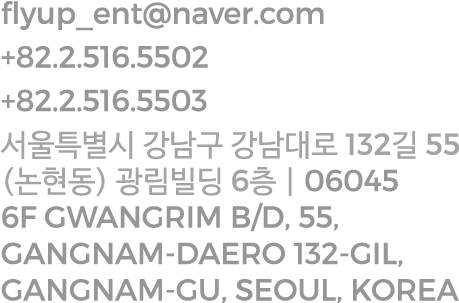 flyup_ent@naver.com
+82.2.516.5502
+82.2.516.5503
서울특별시 강남구 강남대로 132길 55
(논현동) 광림빌딩 6층 | 06045
6F GWANGRIM B/D, 55,
GANGNAM-DAERO 132-GIL,
GANGNAM-GU, SEOUL, KOREA